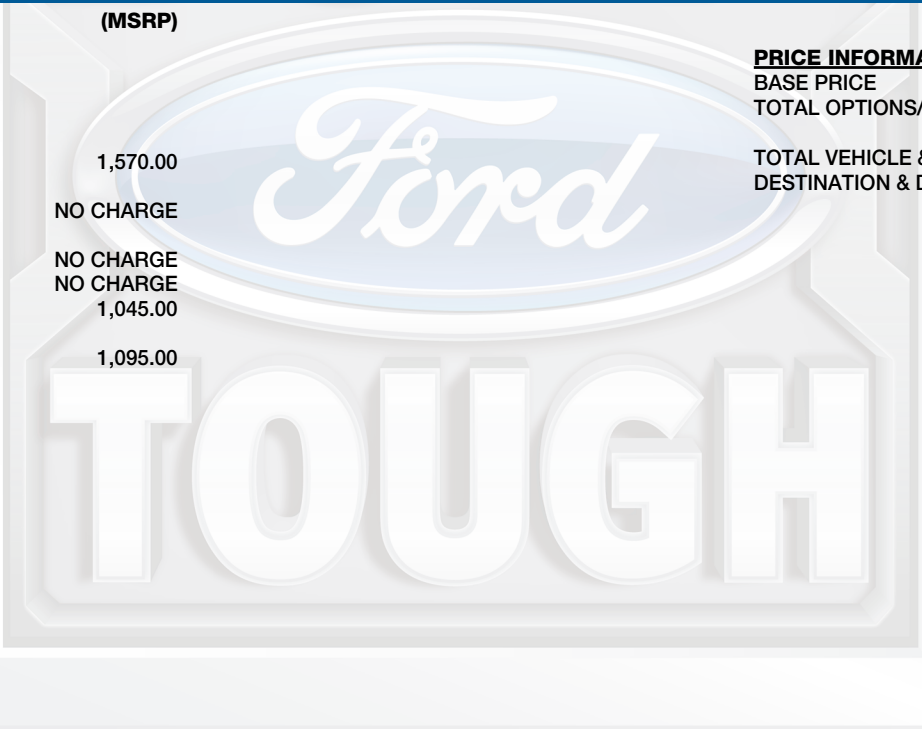 (MSRP)
1,570.00
NO CHARGE
NO CHARGE
NO CHARGE
1,045.00
1,095.00
PRICE INFORMA
BASE PRICE
TOTAL OPTIONS/
TOTAL VEHICLE &
DESTINATION & D
Ford
TOUGH